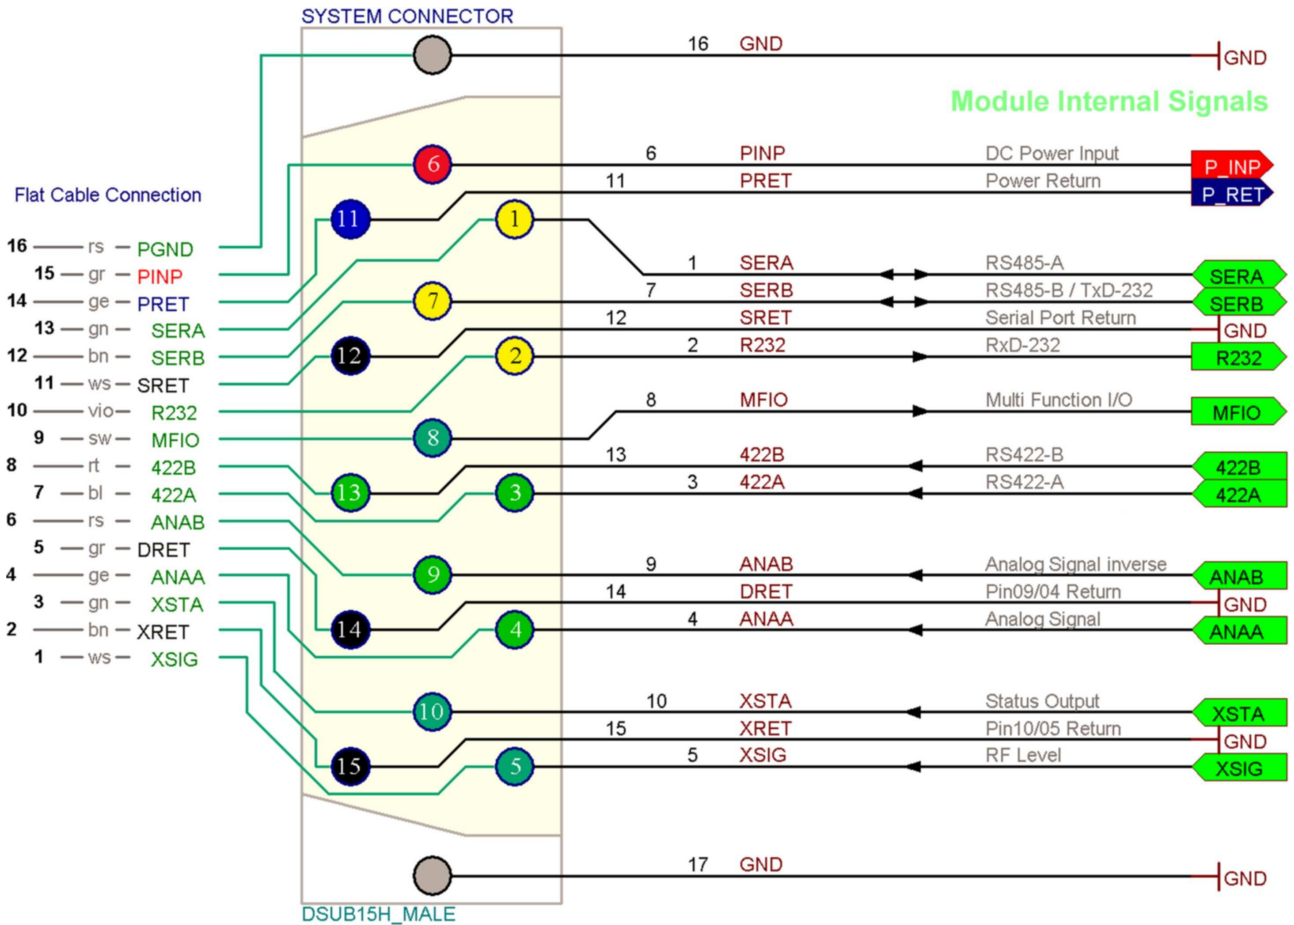 SYSTEM CONNECTOR
16 GND GND
Module Internal Signals
6 6 PINP DC Power Input P_INP
11 PRET Power Return P_RET
Flat Cable Connection
11 1
16 rs PGND
15 gr PINP 1 SERA RS485-A SERA
14 ge PRET 7 7 SERB RS485-B / TxD-232 SERB
13 gn SERA 12 SRET Serial Port Return GND
12 bn SERB 12 2 2 R232 RxD-232 R232
11 ws SRET
10 vio R232 8 MFIO Multi Function I/O MFIO
9 sw MFIO 8
8 rt 422B 13 422B RS422-B 422B
7 bl 422A 13 3 3 422A RS422-A 422A
6 rs ANAB
5 gr DRET
4 ge ANAA 9 9 ANAB Analog Signal inverse ANAB
3 gn XSTA 14 DRET Pin09/04 Return GND
2 bn XRET 14 4 4 ANAA Analog Signal ANAA
1 ws XSIG
10 10 XSTA Status Output XSTA
15 XRET Pin10/05 Return GND
15 5 5 XSIG RF Level XSIG
17 GND GND
DSUB15H_MALE